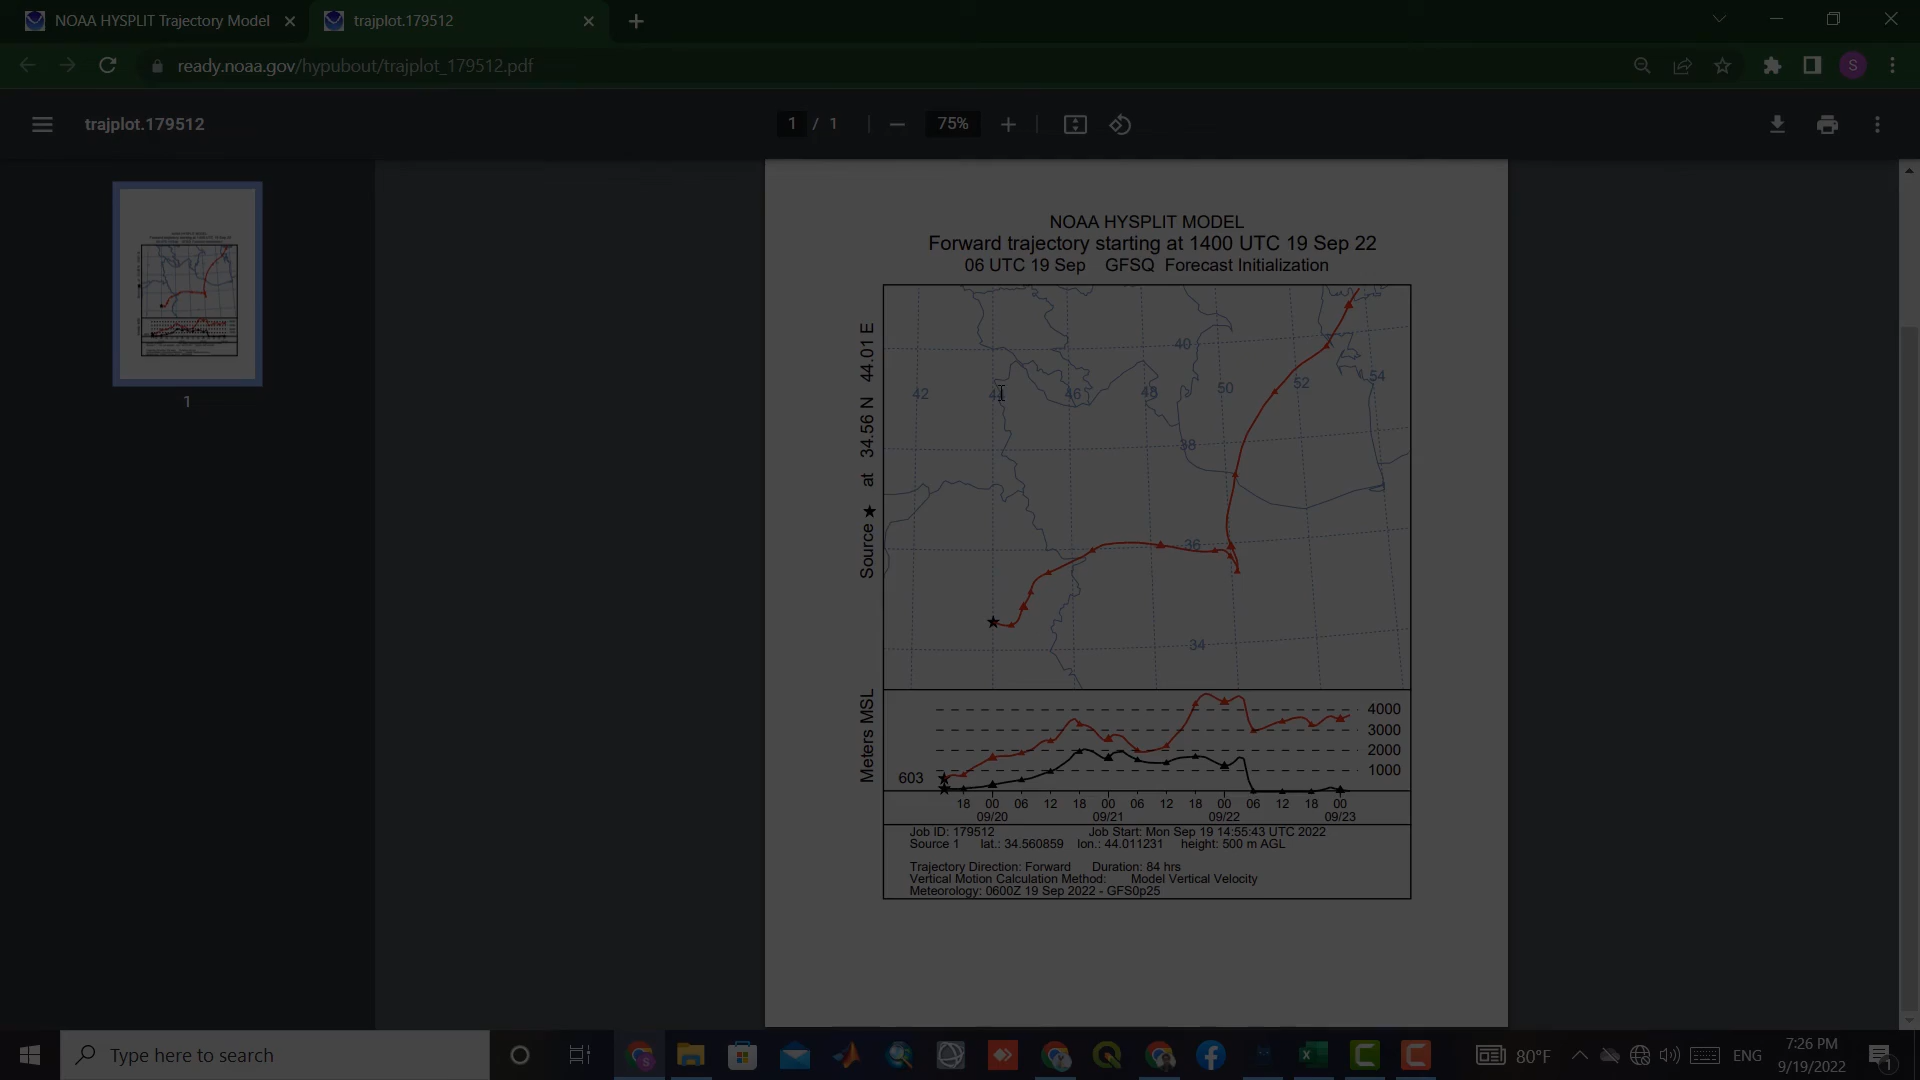 NOAA HYSPLIT Trajectory Model
trajplot.179512
ready.noaa.gov/hypubout/trajplot_179512.pdf
S
trajplot.179512
1 / 1
75%
1
NOAA HYSPLIT MODEL
Forward trajectory starting at 1400 UTC 19 Sep 22
06 UTC 19 Sep GFSQ Forecast Initialization
Source ★ at 34.56 N 44.01 E
40
42 44 46 48 50 52 54
38
36
34
Meters MSL
4000
3000
2000
1000
603
18 00 06 12 18 00 06 12 18 00 06 12 18 00
09/20 09/21 09/22 09/23
Job ID: 179512 Job Start: Mon Sep 19 14:55:43 UTC 2022
Source 1 lat.: 34.560859 lon.: 44.011231 height: 500 m AGL
Trajectory Direction: Forward Duration: 84 hrs
Vertical Motion Calculation Method: Model Vertical Velocity
Meteorology: 0600Z 19 Sep 2022 - GFS0p25
Type here to search
80°F
ENG
7:26 PM
9/19/2022
1